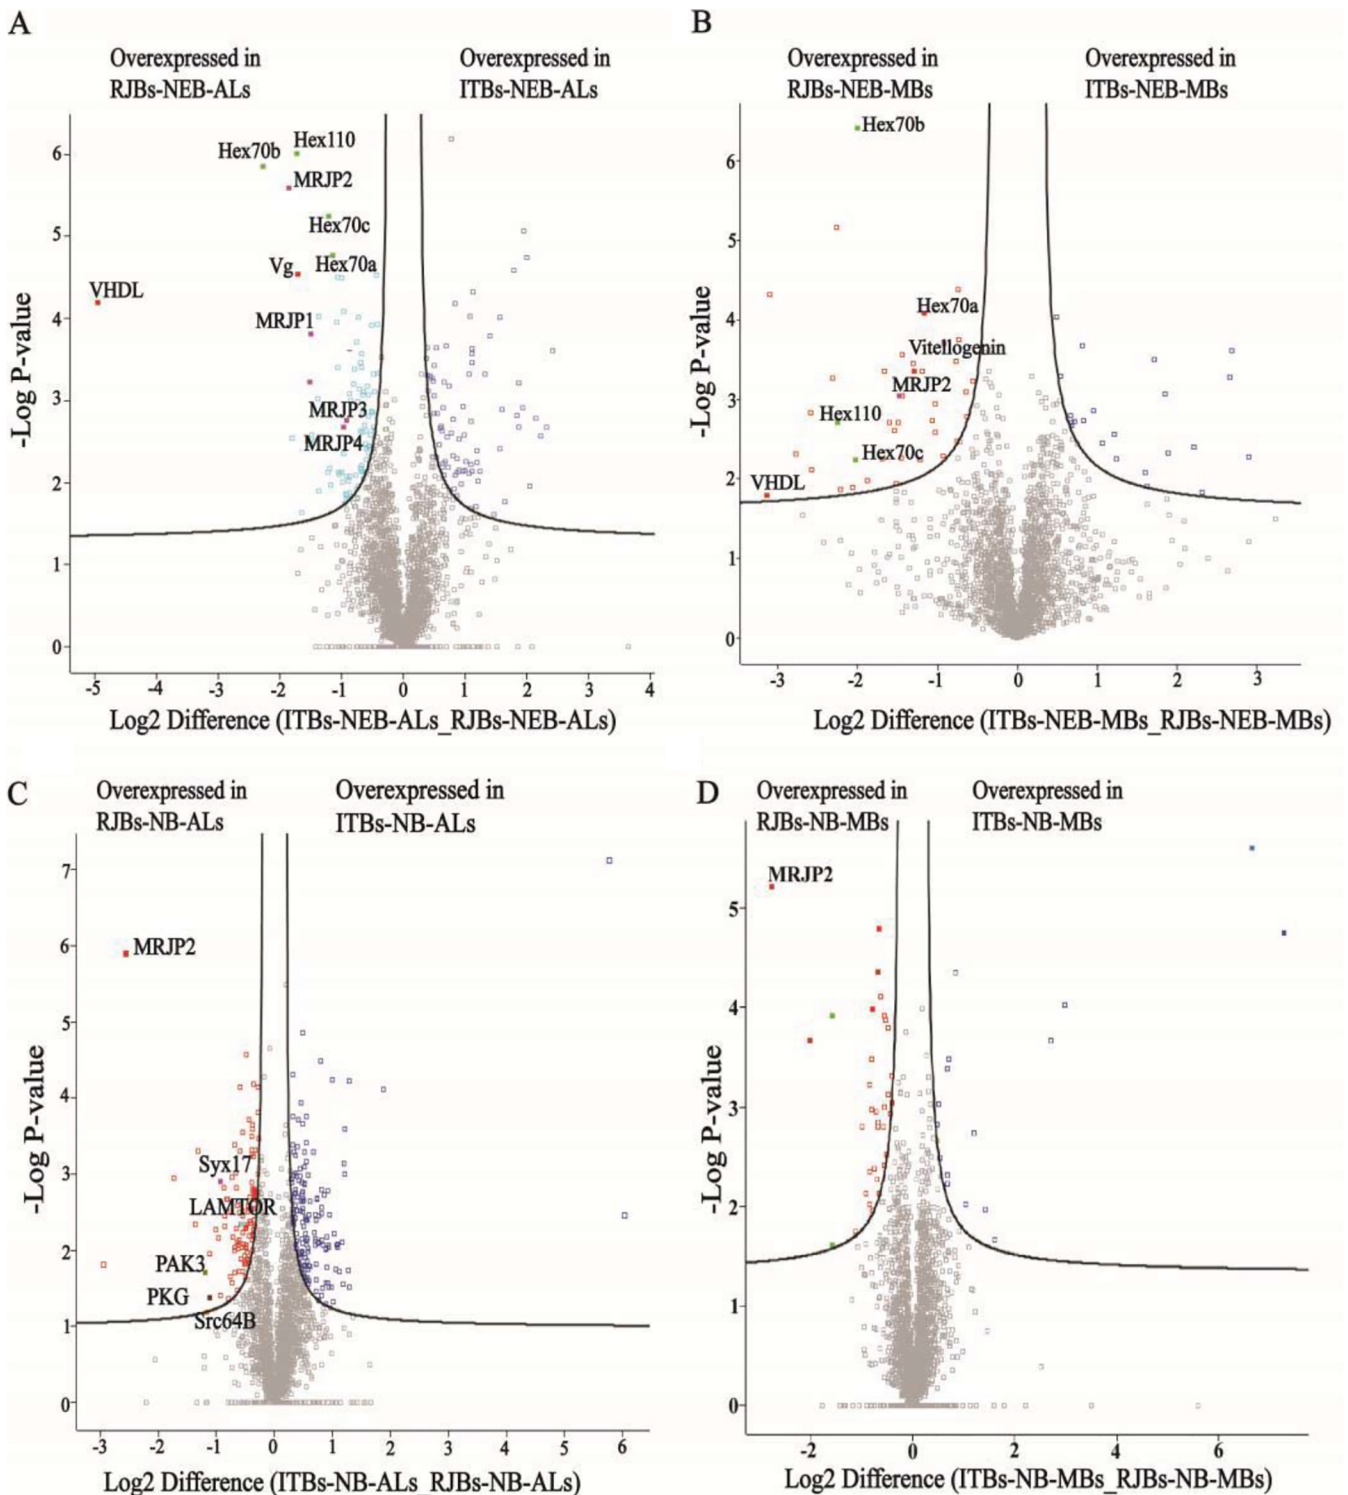 A
Overexpressed in
RJBs-NEB-ALs
Overexpressed in
ITBs-NEB-ALs
Hex70b
Hex110
MRJP2
Hex70c
Vg
Hex70a
VHDL
MRJP1
MRJP3
MRJP4
6
5
4
3
2
1
0
-Log P-value
-5 -4 -3 -2 -1 0 1 2 3 4
Log2 Difference (ITBs-NEB-ALs_RJBs-NEB-ALs)
B
Overexpressed in
RJBs-NEB-MBs
Overexpressed in
ITBs-NEB-MBs
Hex70b
Hex70a
Vitellogenin
MRJP2
Hex110
Hex70c
VHDL
6
5
4
3
2
1
0
-Log P-value
-3 -2 -1 0 1 2 3
Log2 Difference (ITBs-NEB-MBs_RJBs-NEB-MBs)
C
Overexpressed in
RJBs-NB-ALs
Overexpressed in
ITBs-NB-ALs
MRJP2
Syx17
LAMTOR
PAK3
PKG
Src64B
7
6
5
4
3
2
1
0
-Log P-value
-3 -2 -1 0 1 2 3 4 5 6
Log2 Difference (ITBs-NB-ALs_RJBs-NB-ALs)
D
Overexpressed in
RJBs-NB-MBs
Overexpressed in
ITBs-NB-MBs
MRJP2
5
4
3
2
1
0
-Log P-value
-2 0 2 4 6
Log2 Difference (ITBs-NB-MBs_RJBs-NB-MBs)